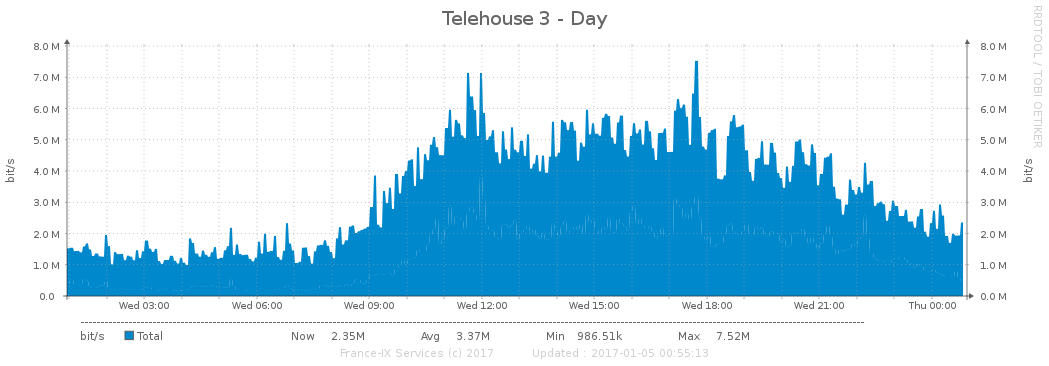 Telehouse 3 - Day
RRDTOOL / TOBI OETIKER
bit/s
bit/s
8.0 M 8.0 M
7.0 M 7.0 M
6.0 M 6.0 M
5.0 M 5.0 M
4.0 M 4.0 M
3.0 M 3.0 M
2.0 M 2.0 M
1.0 M 1.0 M
0.0 0.0 M
Wed 03:00 Wed 06:00 Wed 09:00 Wed 12:00 Wed 15:00 Wed 18:00 Wed 21:00 Thu 00:00
bit/s Total Now 2.35M Avg 3.37M Min 986.51k Max 7.52M
France-IX Services (c) 2017 Updated : 2017-01-05 00:55:13